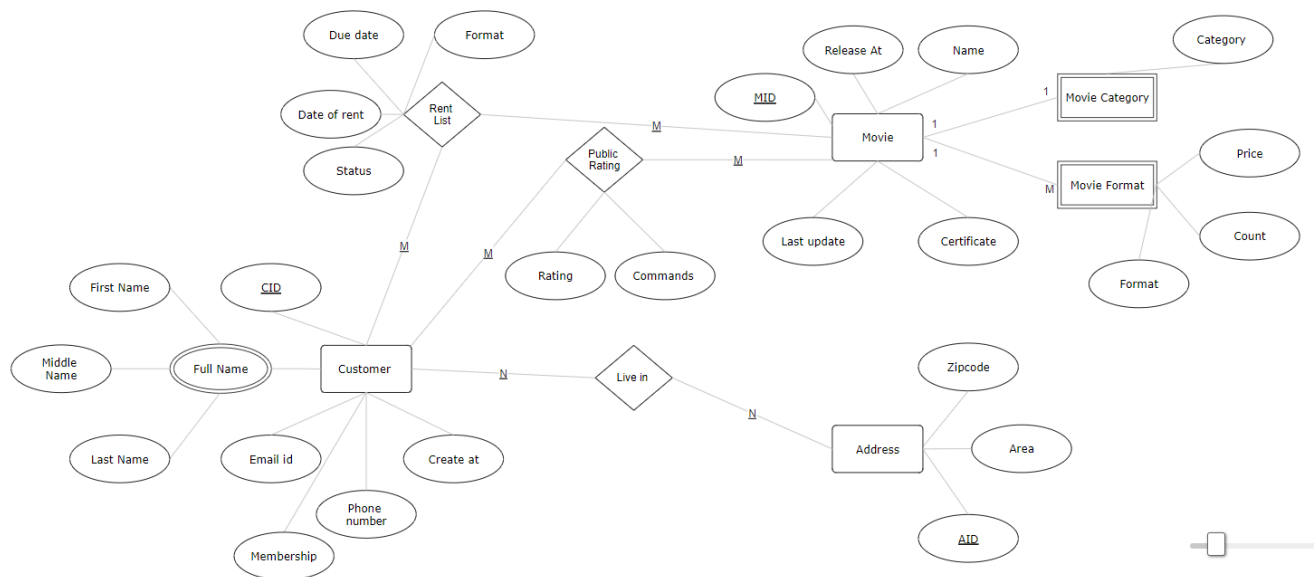 Due date
Format
Release At
Name
Category
MID
Movie Category
1
Date of rent
Rent
List
M
1
Movie
1
Public
Rating
M
Price
Status
Movie Format
M
Last update
Certificate
Count
M
M
Rating
Commands
Format
First Name
CID
Middle
Name
Full Name
Customer
N
Live in
Zipcode
N
Last Name
Email id
Create at
Address
Area
Phone
number
Membership
AID